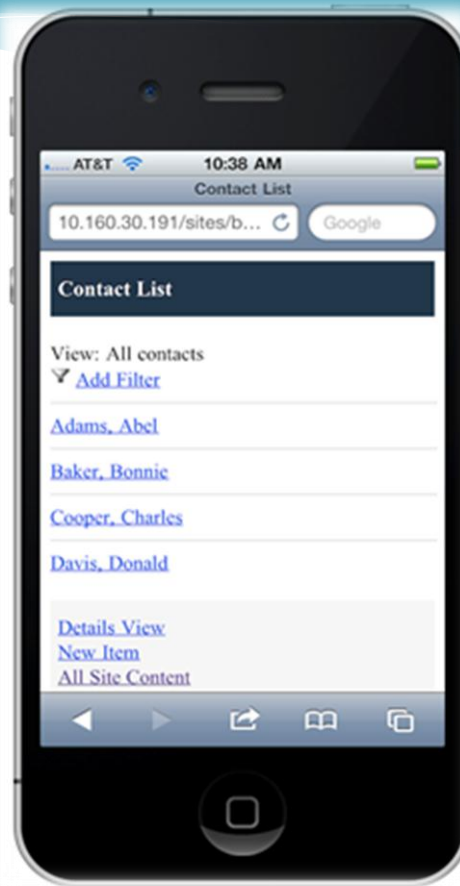 AT&T 10:38 AM
Contact List
10.160.30.191/sites/b... Google
Contact List
View: All contacts
Add Filter
Adams, Abel
Baker, Bonnie
Cooper, Charles
Davis, Donald
Details View
New Item
All Site Content